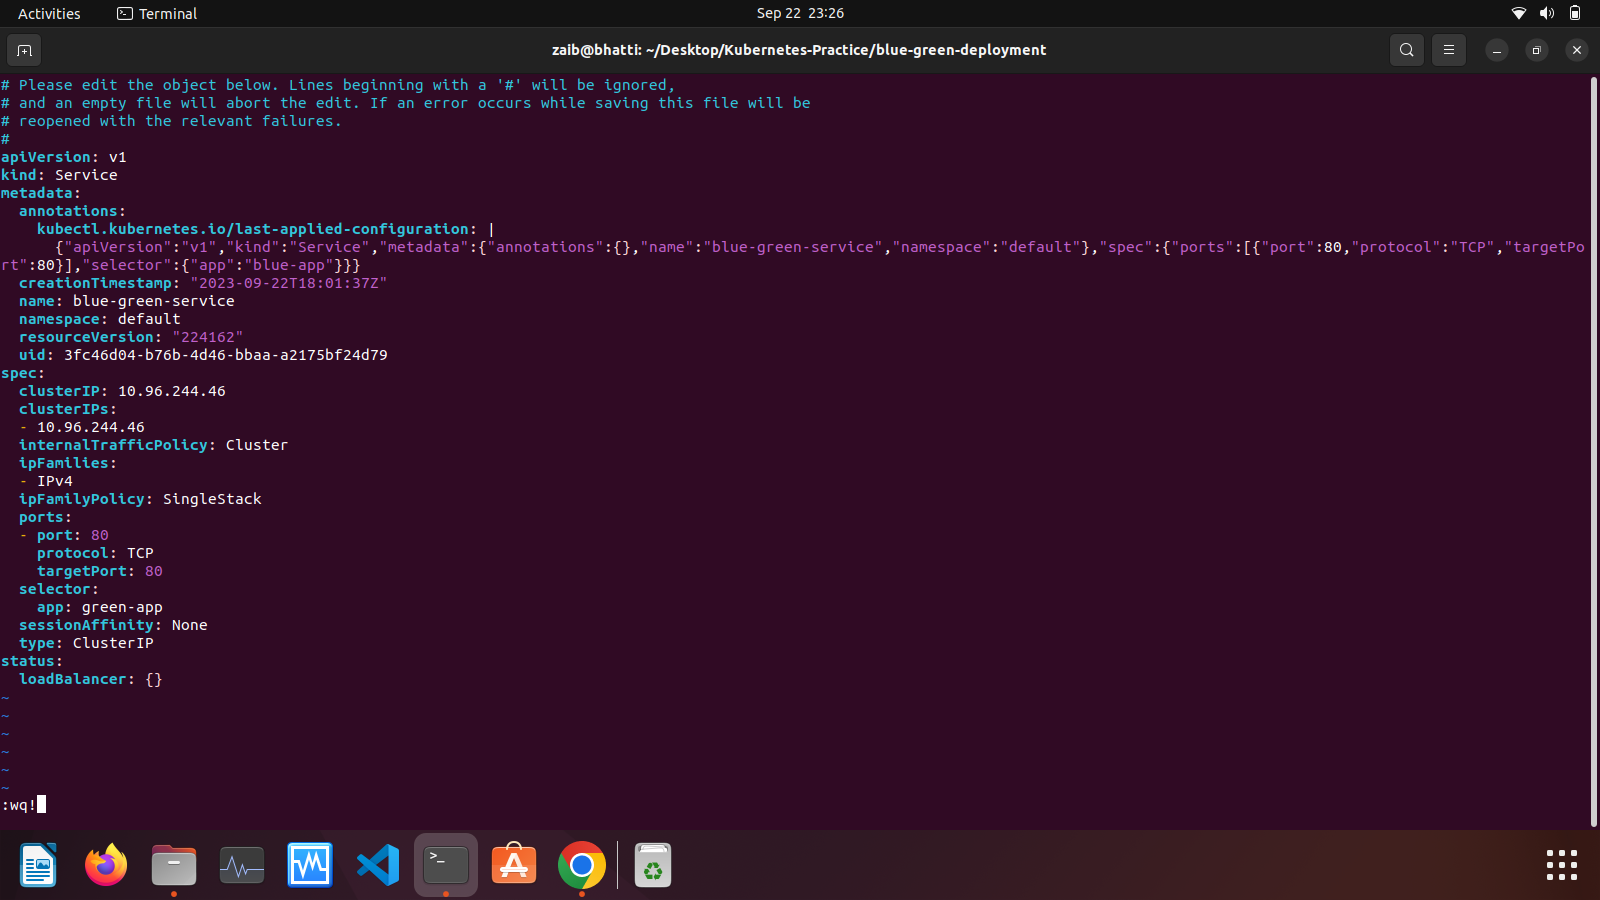 Activities
Terminal
Sep 22 23:26
zaib@bhatti: ~/Desktop/Kubernetes-Practice/blue-green-deployment
# Please edit the object below. Lines beginning with a '#' will be ignored,
# and an empty file will abort the edit. If an error occurs while saving this file will be
# reopened with the relevant failures.
#
apiVersion: v1
kind: Service
metadata:
  annotations:
    kubectl.kubernetes.io/last-applied-configuration: |
      {"apiVersion":"v1","kind":"Service","metadata":{"annotations":{},"name":"blue-green-service","namespace":"default"},"spec":{"ports":[{"port":80,"protocol":"TCP","targetPo
rt":80}],"selector":{"app":"blue-app"}}}
  creationTimestamp: "2023-09-22T18:01:37Z"
  name: blue-green-service
  namespace: default
  resourceVersion: "224162"
  uid: 3fc46d04-b76b-4d46-bbaa-a2175bf24d79
spec:
  clusterIP: 10.96.244.46
  clusterIPs:
  - 10.96.244.46
  internalTrafficPolicy: Cluster
  ipFamilies:
  - IPv4
  ipFamilyPolicy: SingleStack
  ports:
  - port: 80
    protocol: TCP
    targetPort: 80
  selector:
    app: green-app
  sessionAffinity: None
  type: ClusterIP
status:
  loadBalancer: {}
~
~
~
~
~
~
:wq!